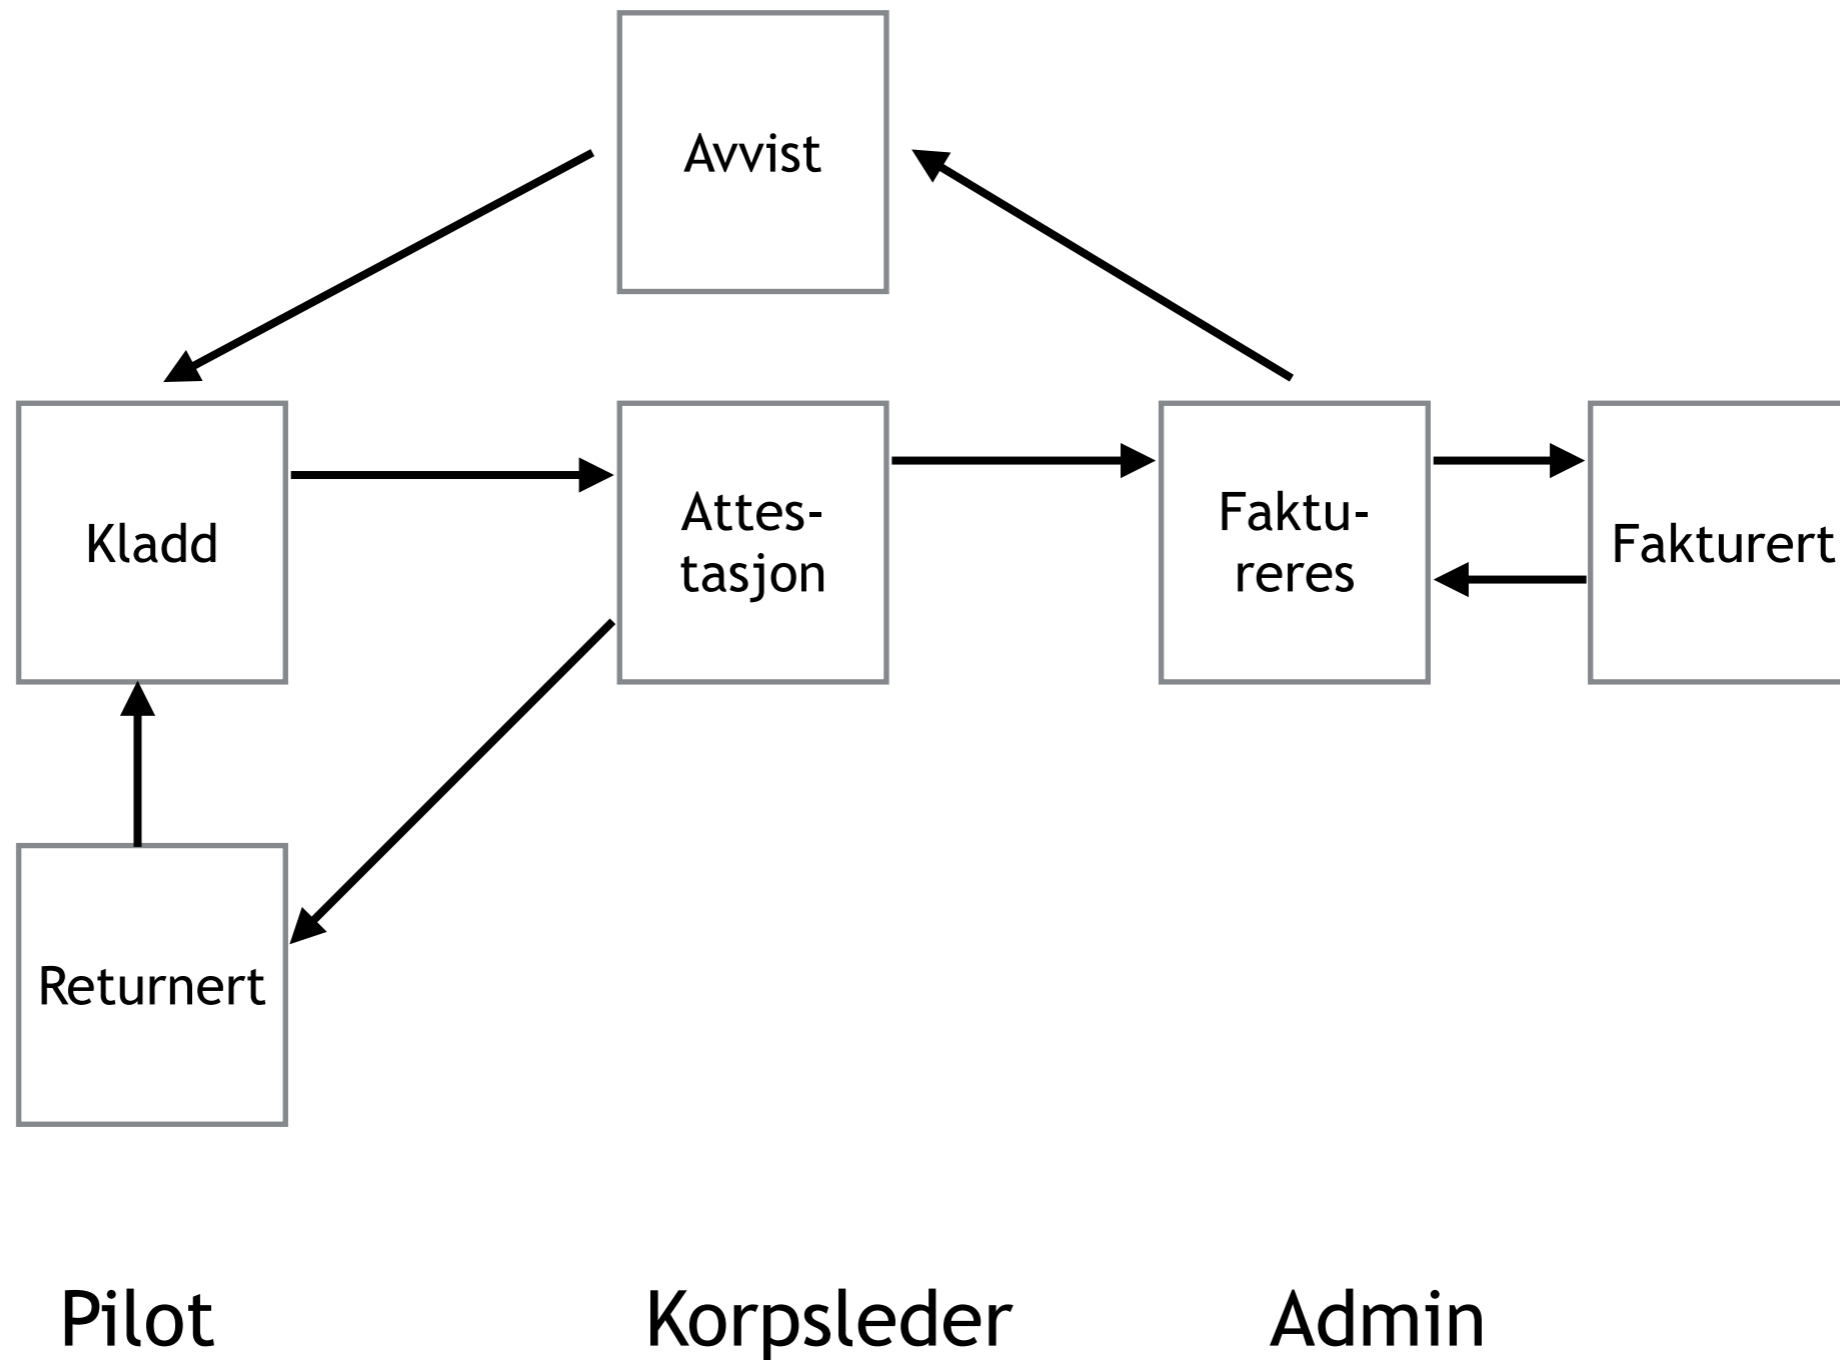 Avvist
Kladd
Attes-
tasjon
Faktu-
reres
Fakturert
Returnert
Pilot
Korpsleder
Admin